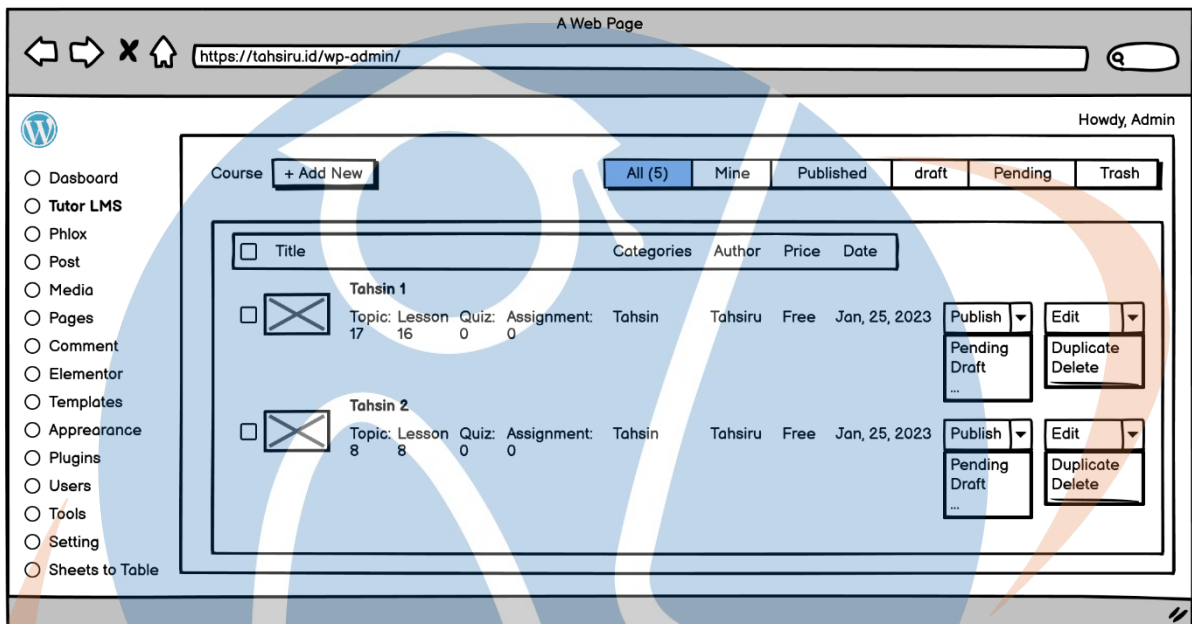 A Web Page
https://tahsiru.id/wp-admin/
Howdy, Admin
Dasboard
Tutor LMS
Phlox
Post
Media
Pages
Comment
Elementor
Templates
Apprearance
Plugins
Users
Tools
Setting
Sheets to Table
Course + Add New All (5) Mine Published draft Pending Trash
Title Categories Author Price Date
Tahsin 1
Topic: Lesson Quiz: Assignment: Tahsin Tahsiru Free Jan, 25, 2023 Publish Edit
17 16 0 0
Pending Duplicate
Draft Delete
...
Tahsin 2
Topic: Lesson Quiz: Assignment: Tahsin Tahsiru Free Jan, 25, 2023 Publish Edit
8 8 0 0
Pending Duplicate
Draft Delete
...